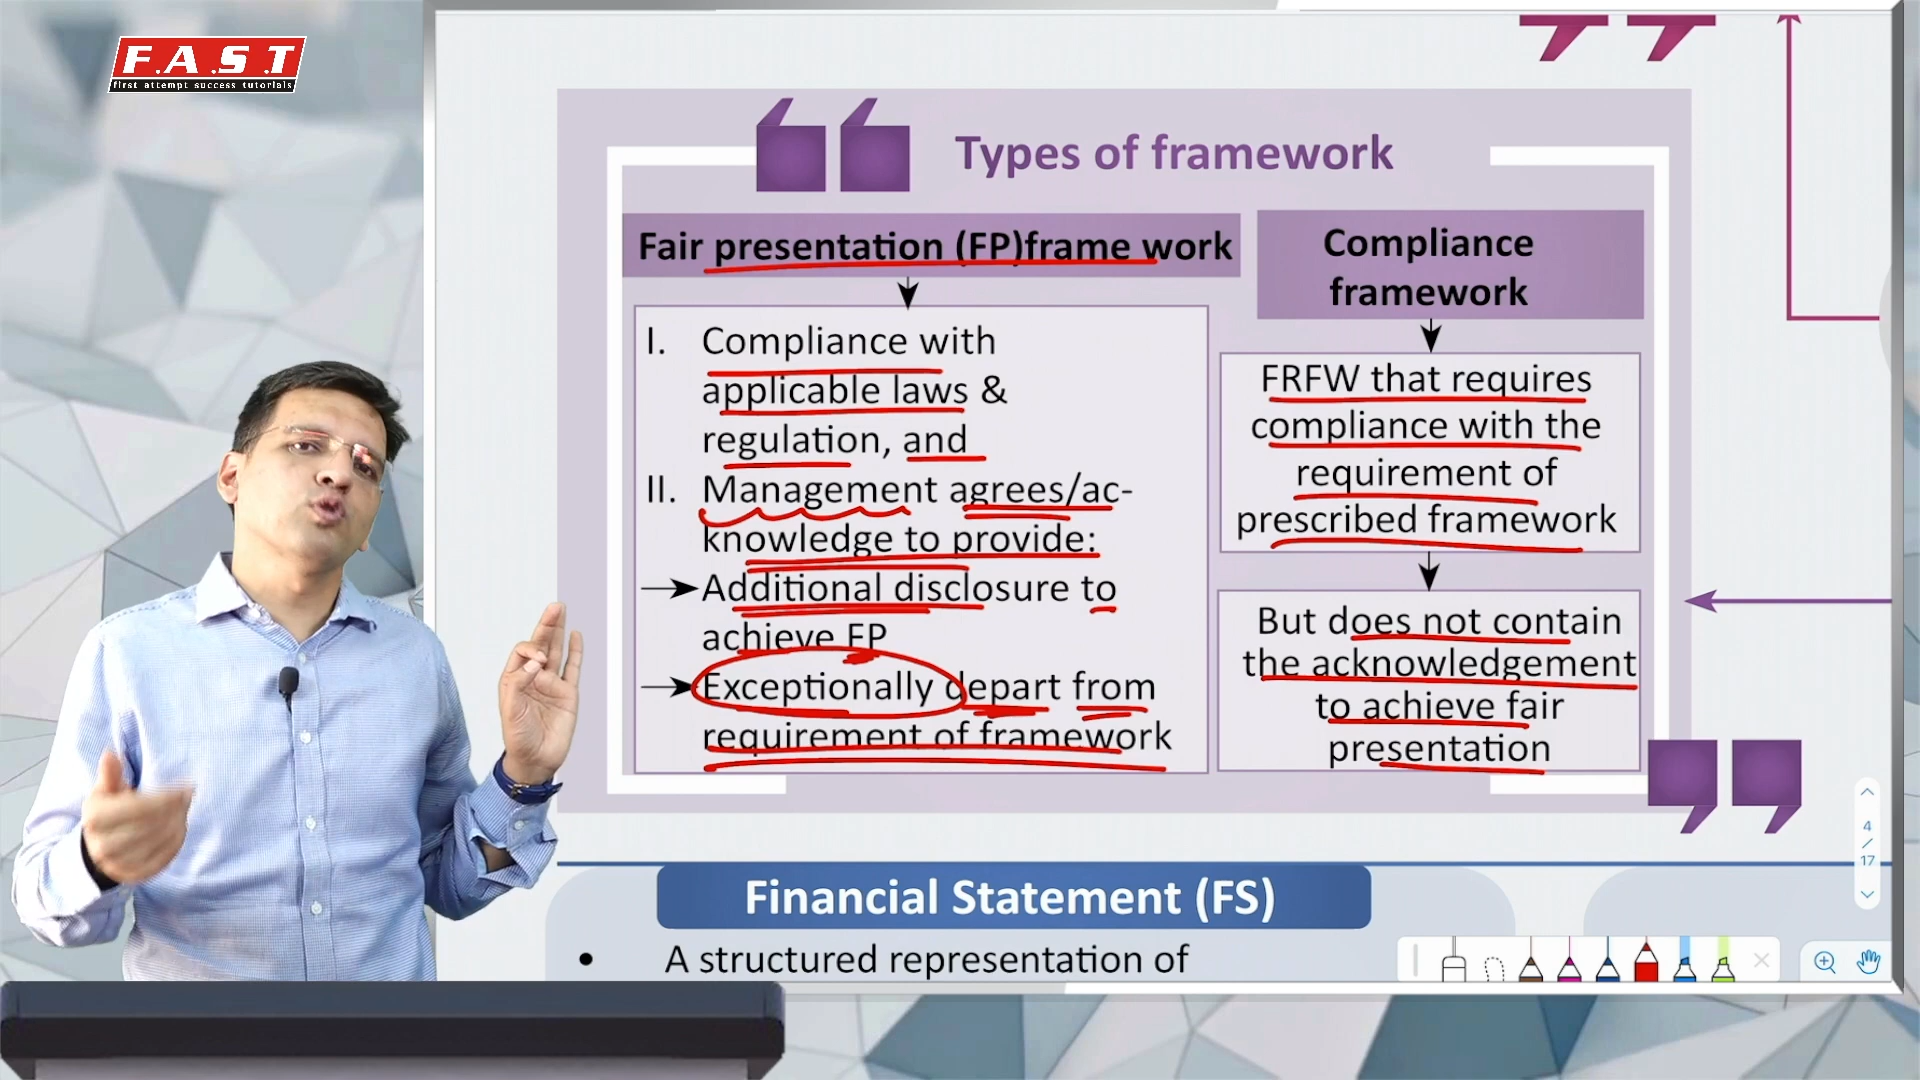 F.A.S.T
first attempt success tutorials
Types of framework
Fair presentation (FP)frame work
I. Compliance with
applicable laws &
regulation, and
II. Management agrees/ac-
knowledge to provide:
Additional disclosure to
achieve FP
Exceptionally depart from
requirement of framework
Compliance
framework
FRFW that requires
compliance with the
requirement of
prescribed framework
But does not contain
the acknowledgement
to achieve fair
presentation
4
/
17
Financial Statement (FS)
• A structured representation of